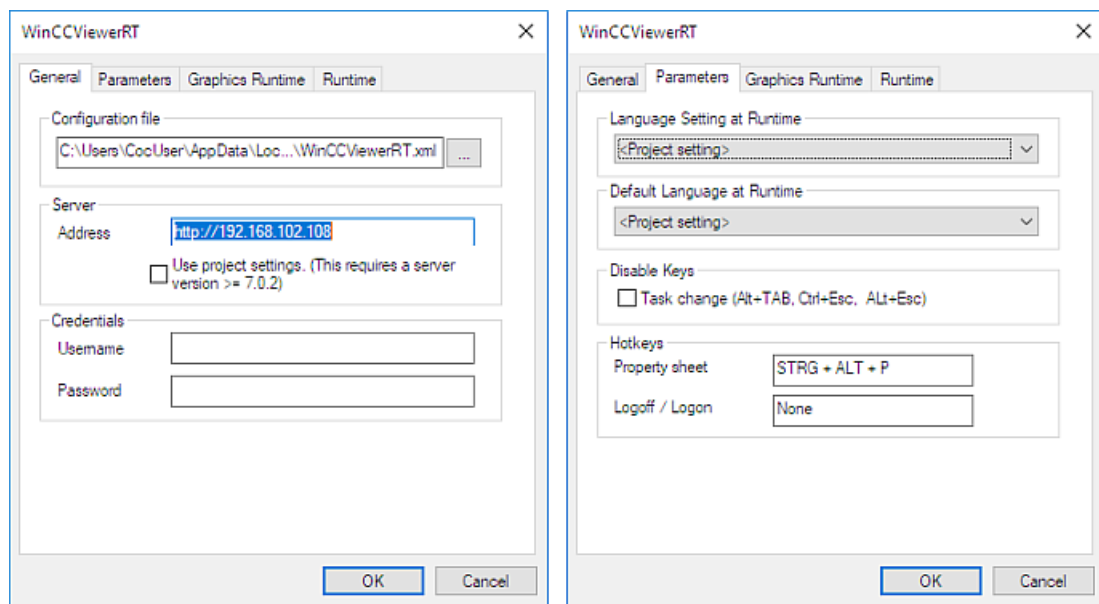 WinCCViewerRT
General Parameters Graphics Runtime Runtime
Configuration file
C:\Users\CocUser\AppData\Loc...\WinCCViewerRT.xml ...
Server
Address http://192.168.102.108
Use project settings. (This requires a server
version >= 7.0.2)
Credentials
Username
Password
OK Cancel
WinCCViewerRT
General Parameters Graphics Runtime Runtime
Language Setting at Runtime
<Project setting>
Default Language at Runtime
<Project setting>
Disable Keys
Task change (Alt+TAB, Ctrl+Esc, ALt+Esc)
Hotkeys
Property sheet STRG + ALT + P
Logoff / Logon None
OK Cancel